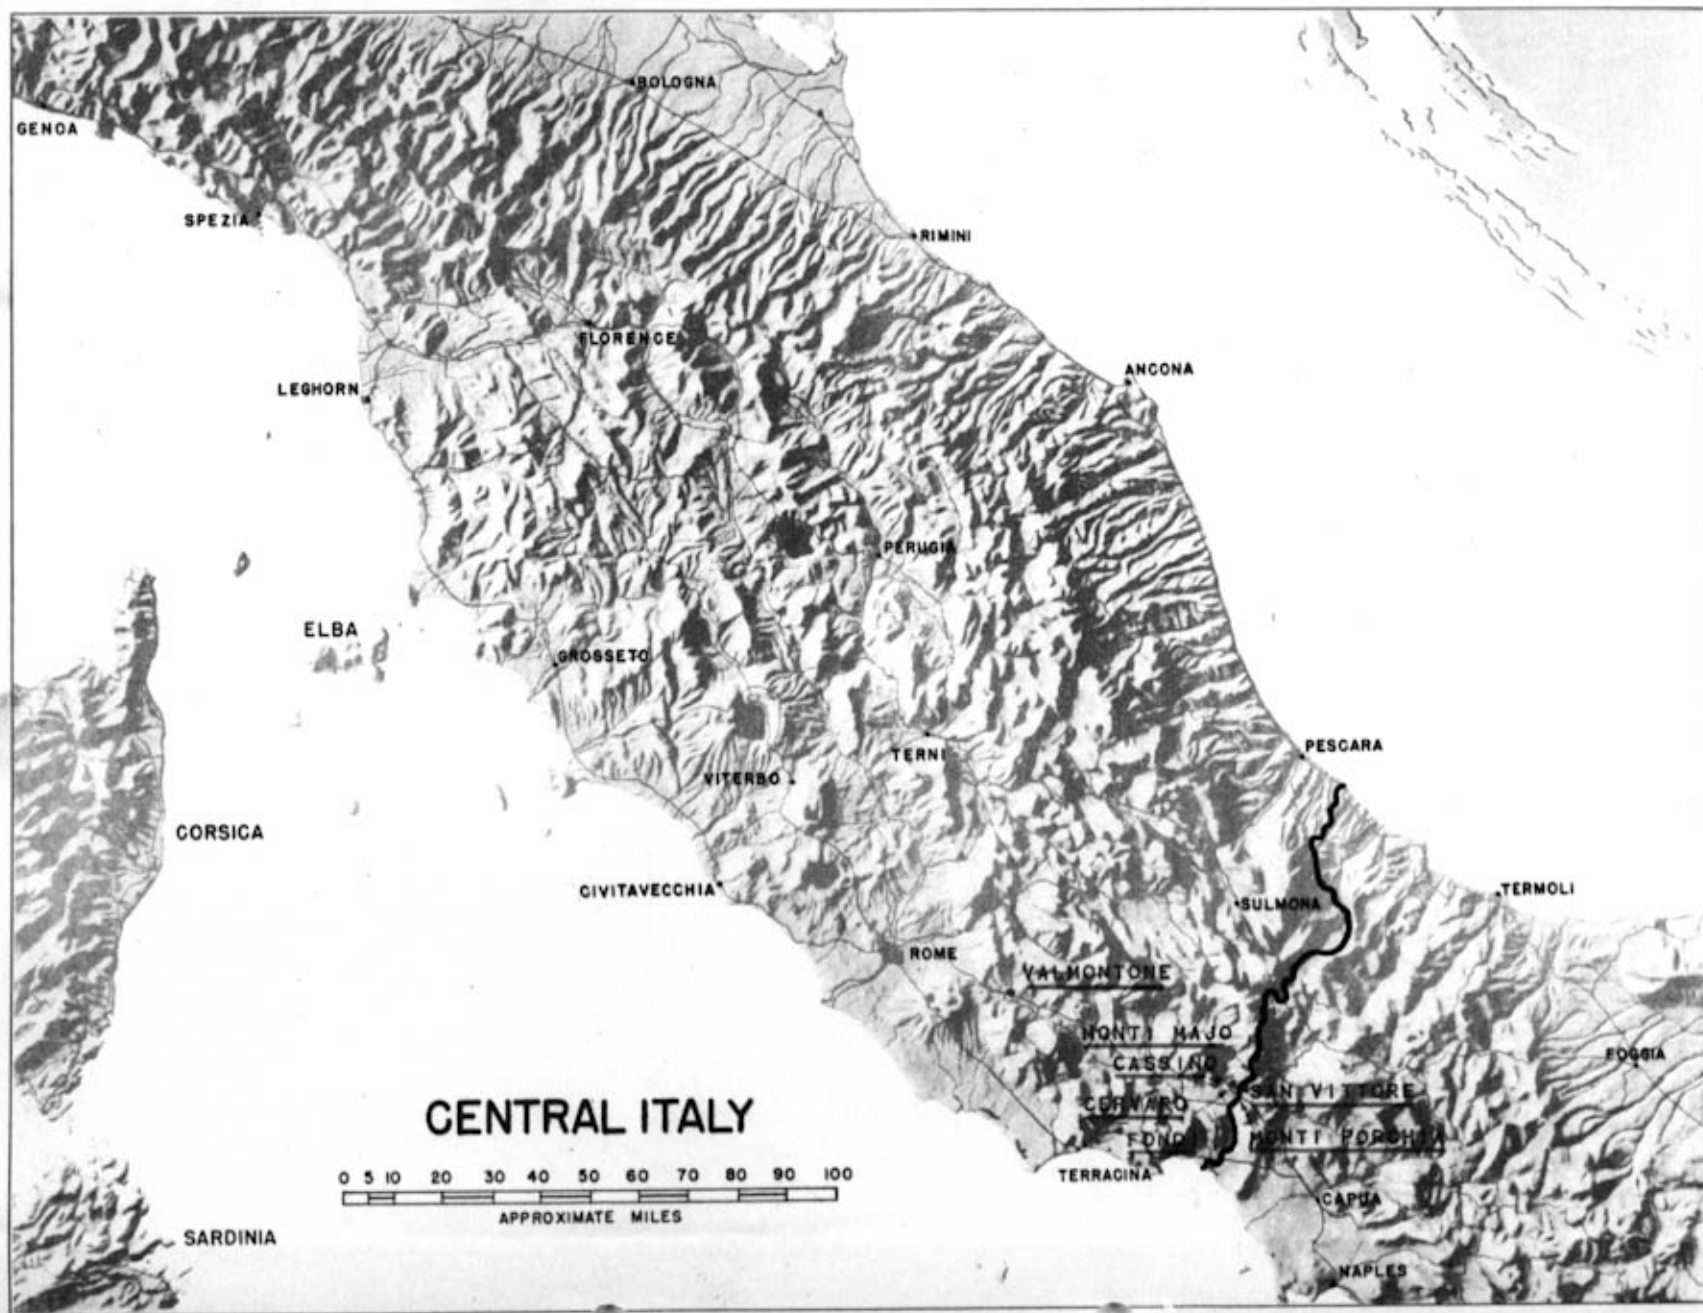 BOLOGNA
GENOA
SPEZIA
RIMINI
FLORENCE
ANCONA
LEGHORN
PERUGIA
ELBA
GROSSETO
PESCARA
TERNI
VITERBO
CORSICA
CIVITAVECCHIA
TERMOLI
SULMONA
ROME
VALMONTONE
MONTI MAJO
FOGGIA
CASSINO
SAN VITTORE
CERVARO
CENTRAL ITALY
FONDI
MONTI PORCHIA
TERRACINA
0 5 10 20 30 40 50 60 70 80 90 100
CAPUA
APPROXIMATE MILES
SARDINIA
NAPLES